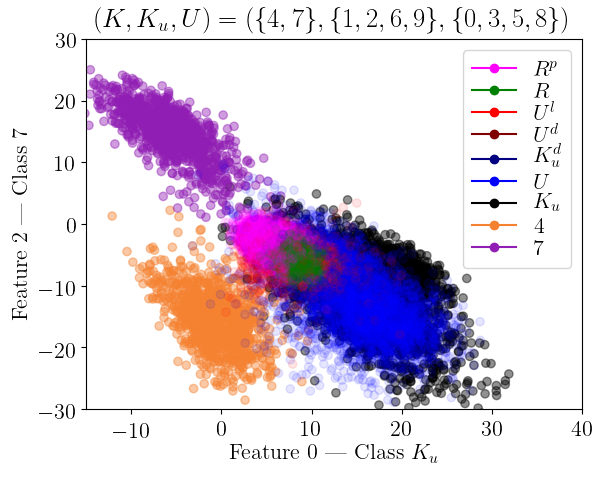 (K, K_u, U) = ({4, 7}, {1, 2, 6, 9}, {0, 3, 5, 8})
30
20
10
0
−10
−20
−30
Feature 2 — Class 7
R^p
R
U^l
U^d
K_u^d
U
K_u
4
7
−10
0
10
20
30
40
Feature 0 — Class K_u